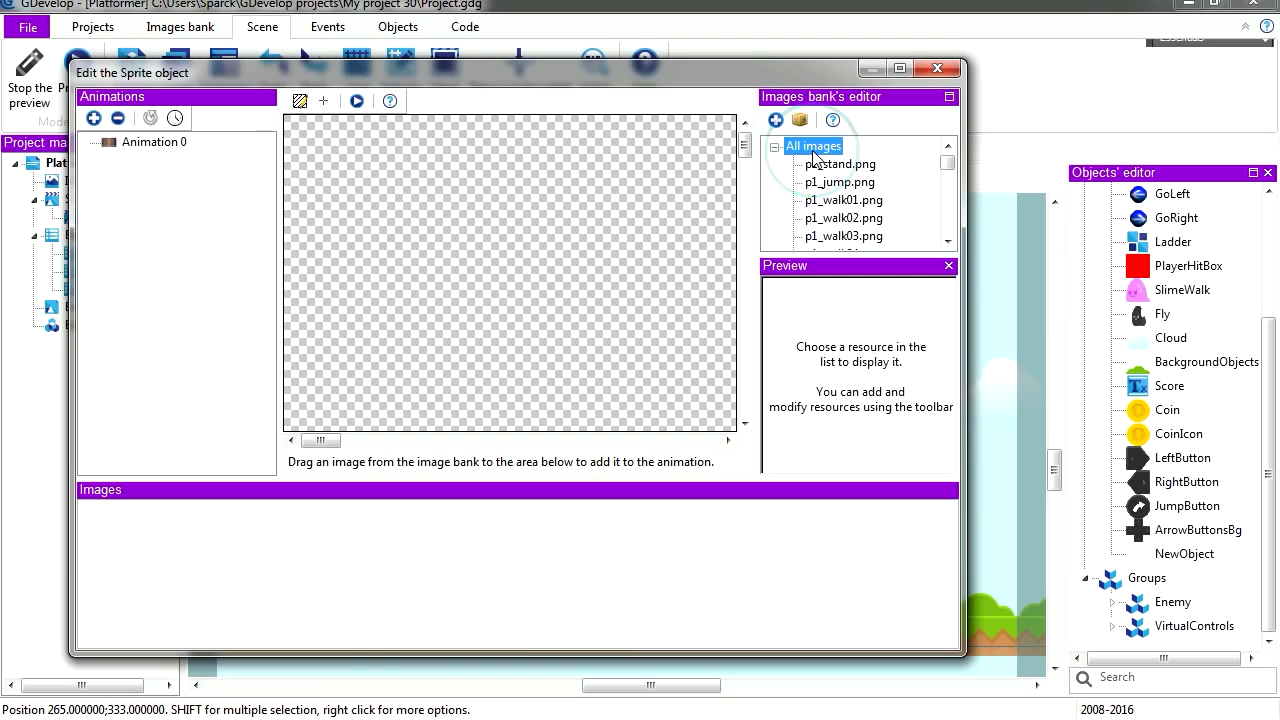 GDevelop - [Platformer] C:\Users\Sparck\GDevelop projects\My project 30\Project.gdg
File Projects Images bank Scene Events Objects Code
Stop the
preview
Edit the Sprite object
Animations
Animation 0
Drag an image from the image bank to the area below to add it to the animation.
Images
Images bank's editor
All images
p1_jump.png
p1_walk01.png
p1_walk02.png
p1_walk03.png
Preview
Choose a resource in the
list to display it.
You can add and
modify resources using the toolbar
Objects' editor
GoLeft
GoRight
Ladder
PlayerHitBox
SlimeWalk
Fly
Cloud
BackgroundObjects
Score
Coin
CoinIcon
LeftButton
RightButton
JumpButton
ArrowButtonsBg
NewObject
Groups
Enemy
VirtualControls
Search
Position 265.000000;333.000000. SHIFT for multiple selection, right click for more options.
2008-2016